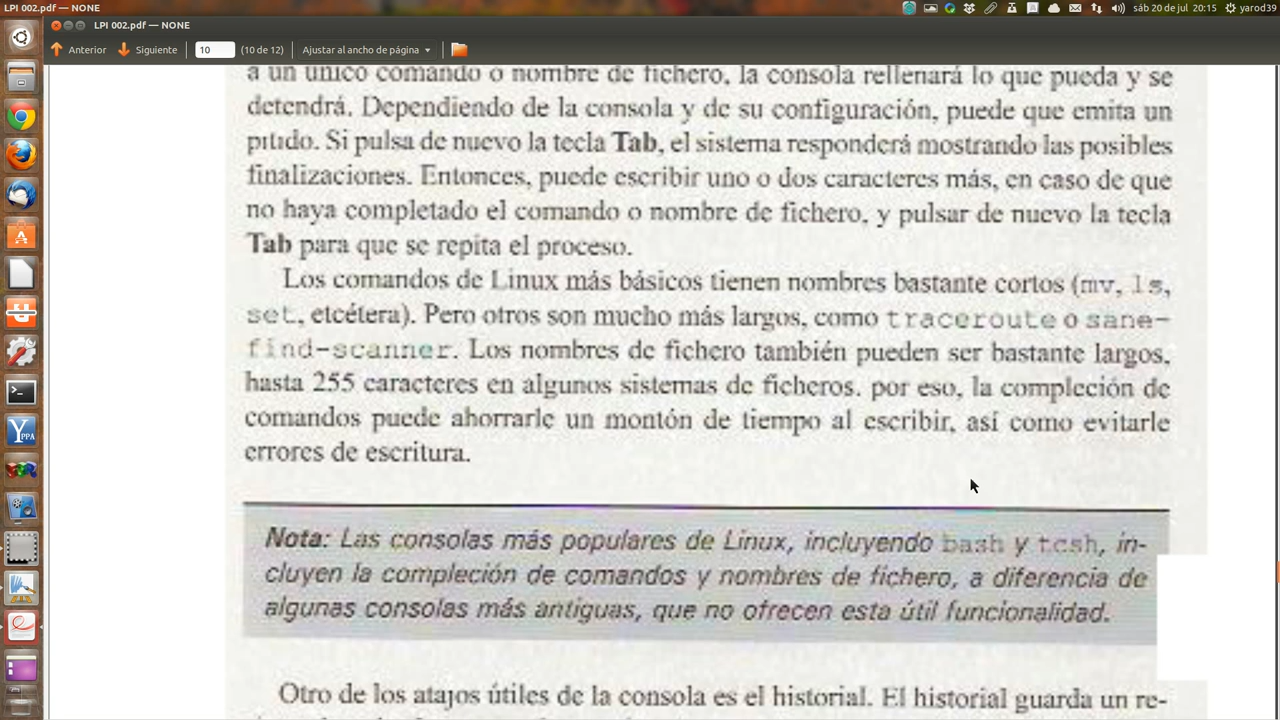 LPI 002.pdf — NONE
sáb 20 de jul 20:15 yarod39
LPI 002.pdf — NONE
Anterior Siguiente 10 (10 de 12) Ajustar al ancho de página
a un único comando o nombre de fichero, la consola rellenará lo que pueda y se
detendrá. Dependiendo de la consola y de su configuración, puede que emita un
pitido. Si pulsa de nuevo la tecla Tab, el sistema responderá mostrando las posibles
finalizaciones. Entonces, puede escribir uno o dos caracteres más, en caso de que
no haya completado el comando o nombre de fichero, y pulsar de nuevo la tecla
Tab para que se repita el proceso.
Los comandos de Linux más básicos tienen nombres bastante cortos (mv, ls,
set, etcétera). Pero otros son mucho más largos, como traceroute o sane-
find-scanner. Los nombres de fichero también pueden ser bastante largos,
hasta 255 caracteres en algunos sistemas de ficheros. por eso, la compleción de
comandos puede ahorrarle un montón de tiempo al escribir, así como evitarle
errores de escritura.
Nota: Las consolas más populares de Linux, incluyendo bash y tcsh, in-
cluyen la compleción de comandos y nombres de fichero, a diferencia de
algunas consolas más antiguas, que no ofrecen esta útil funcionalidad.
Otro de los atajos útiles de la consola es el historial. El historial guarda un re-
YPPA